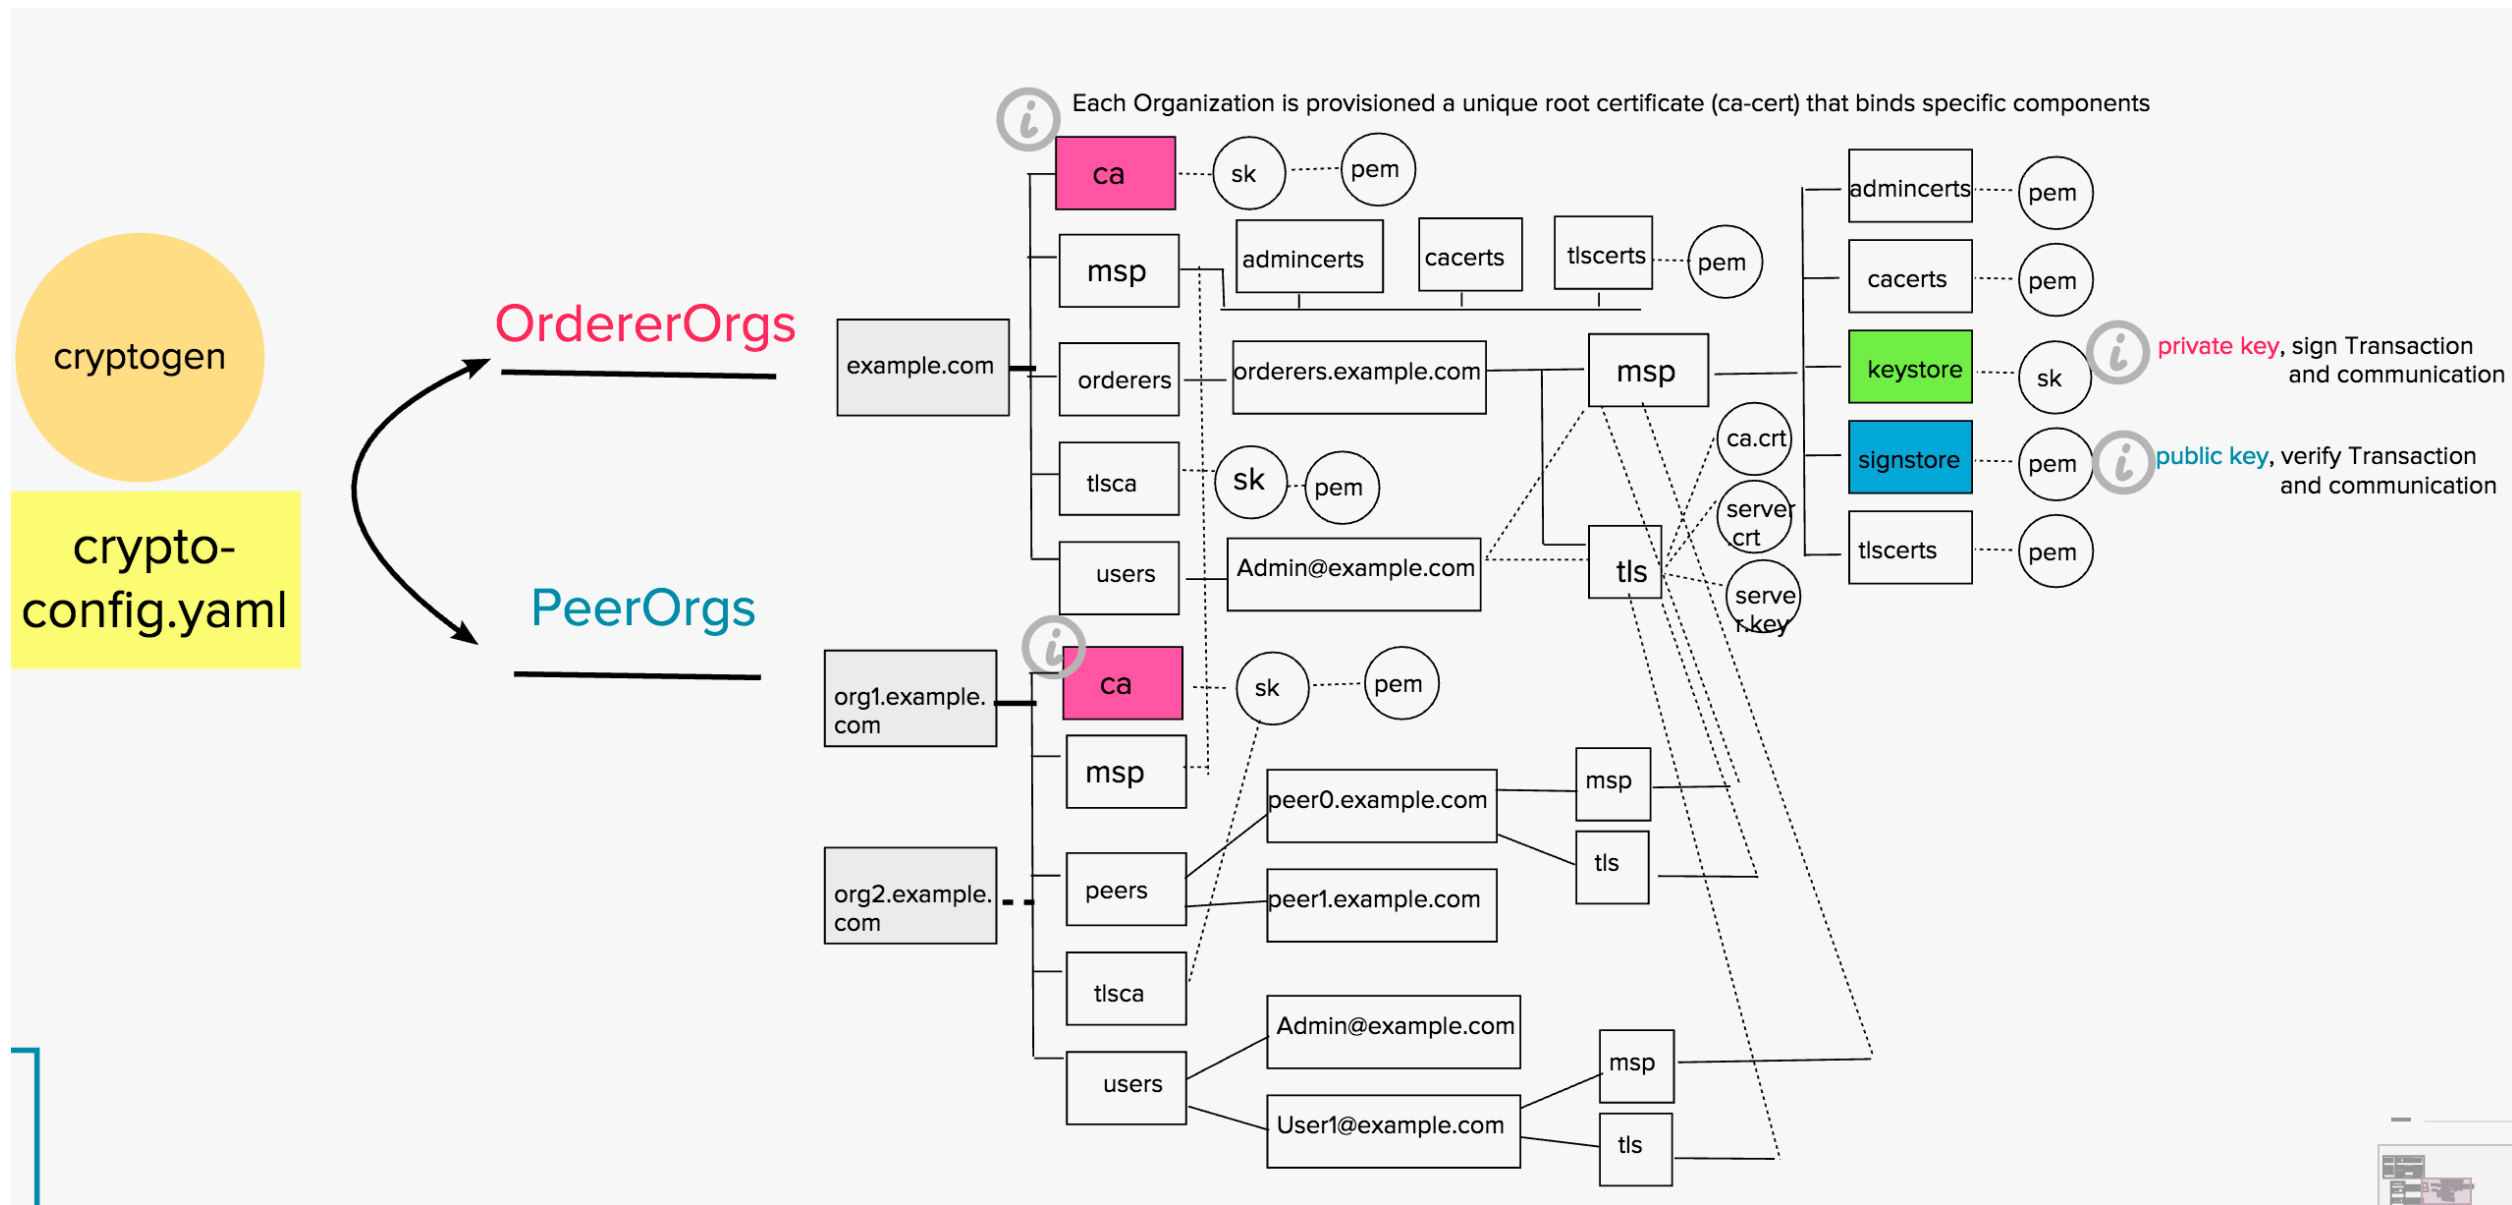 Each Organization is provisioned a unique root certificate (ca-cert) that binds specific components
cryptogen
crypto-
config.yaml
OrdererOrgs
PeerOrgs
example.com
ca
sk
pem
msp
admincerts
cacerts
tlscerts
pem
orderers
orderers.example.com
msp
tlsca
sk
pem
users
Admin@example.com
tls
ca.crt
server
.crt
serve
r.key
admincerts
pem
cacerts
pem
keystore
sk
private key, sign Transaction
and communication
signstore
pem
public key, verify Transaction
and communication
tlscerts
pem
org1.example.
com
org2.example.
com
ca
sk
pem
msp
peers
peer0.example.com
msp
tls
peer1.example.com
tlsca
users
Admin@example.com
User1@example.com
msp
tls